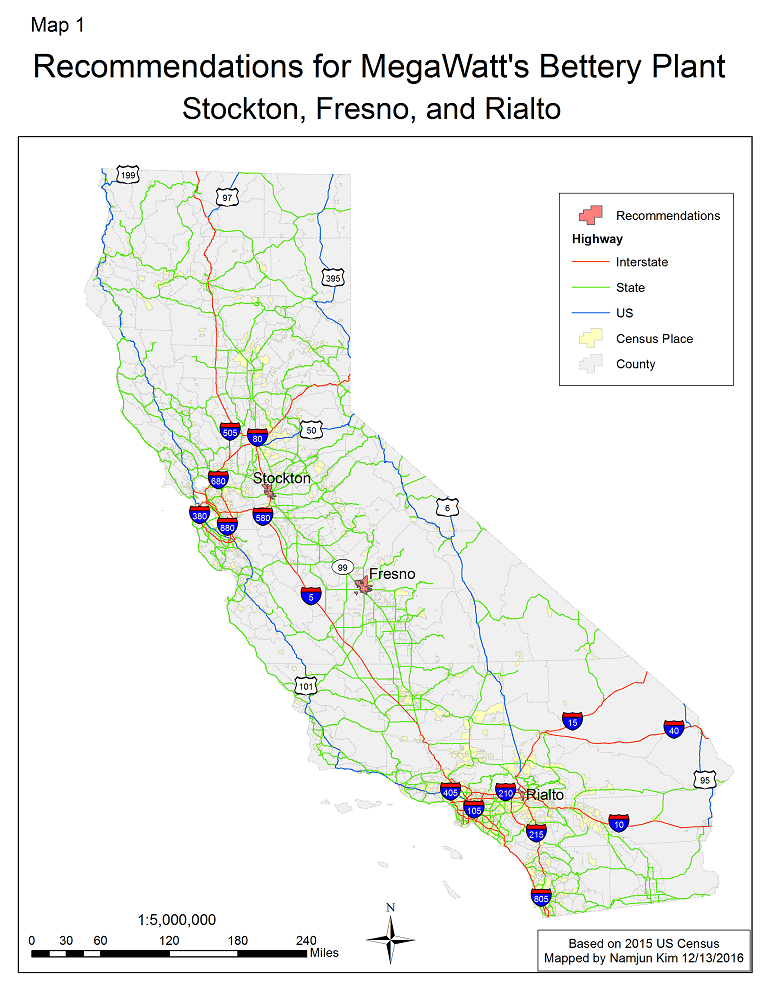 Map 1
Recommendations for MegaWatt's Bettery Plant
Stockton, Fresno, and Rialto
199
97
395
Recommendations
Highway
Interstate
State
US
Census Place
County
505
80
50
680
Stockton
380
880
580
6
99
Fresno
5
101
15
40
95
405
210
Rialto
105
10
215
805
1:5,000,000
0 30 60 120 180 240
Miles
N
Based on 2015 US Census
Mapped by Namjun Kim 12/13/2016